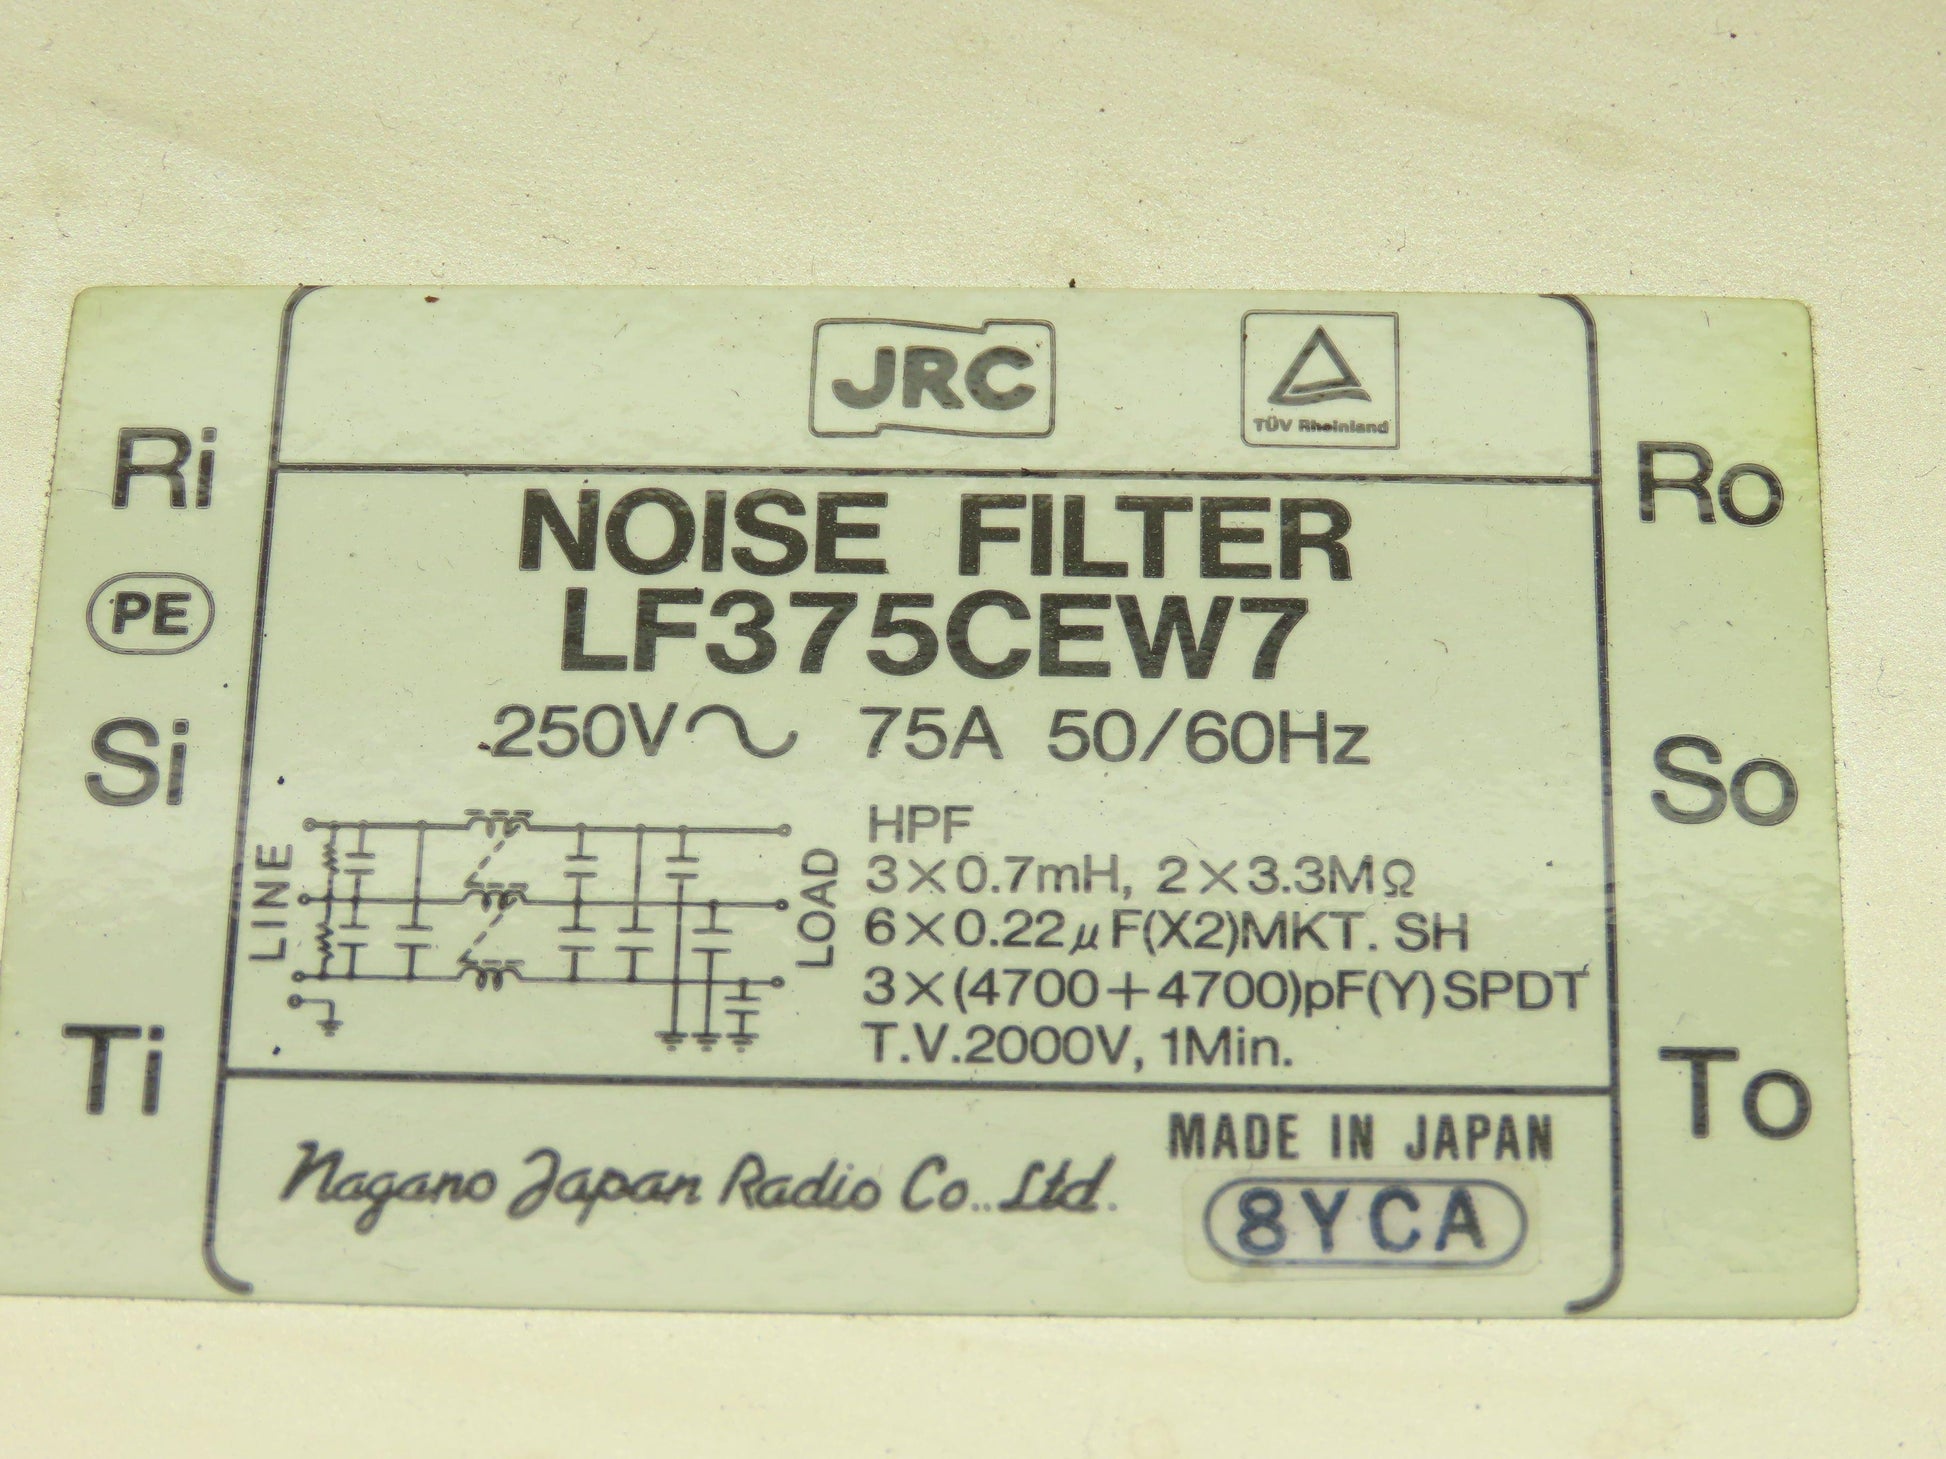 JRC
TÜV Rheinland
Ri
Ro
NOISE FILTER
LF375CEW7
PE
250V~ 75A 50/60Hz
Si
So
HPF
LINE
LOAD
3×0.7mH, 2×3.3MΩ
6×0.22μF(X2)MKT. SH
3×(4700+4700)pF(Y)SPDT
T.V.2000V, 1Min.
Ti
To
MADE IN JAPAN
Nagano Japan Radio Co..Ltd.
8YCA